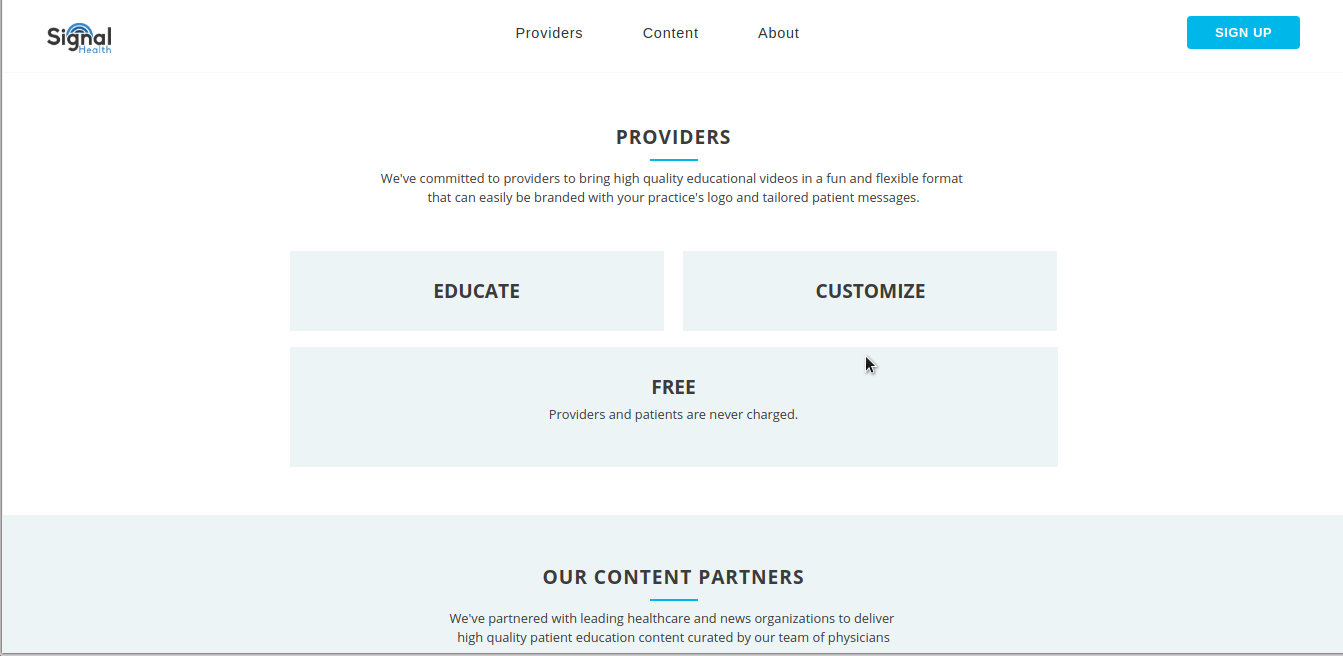 Signal
Health
Providers Content About
SIGN UP
PROVIDERS
We've committed to providers to bring high quality educational videos in a fun and flexible format
that can easily be branded with your practice's logo and tailored patient messages.
EDUCATE
CUSTOMIZE
FREE
Providers and patients are never charged.
OUR CONTENT PARTNERS
We've partnered with leading healthcare and news organizations to deliver
high quality patient education content curated by our team of physicians